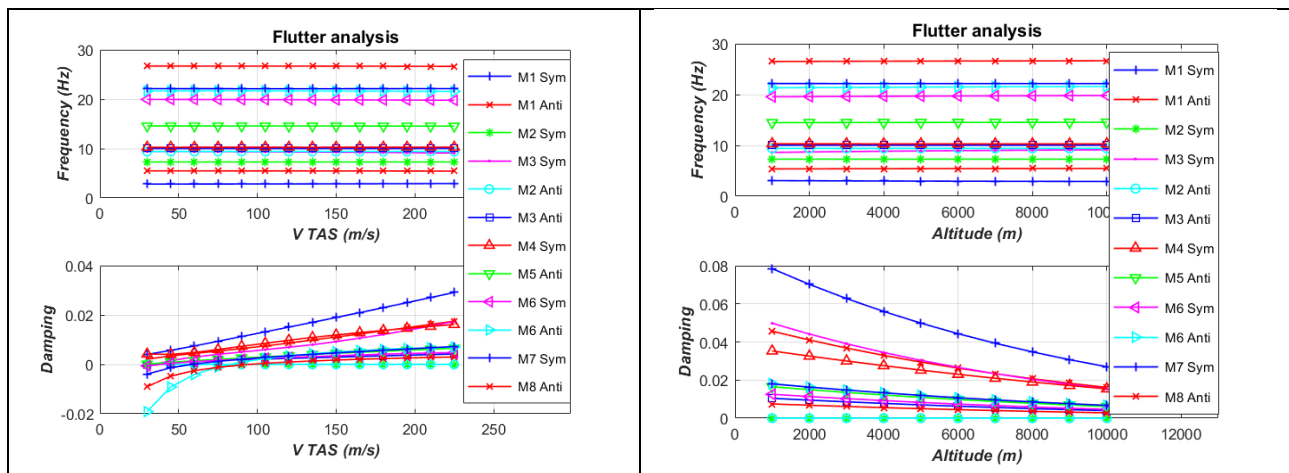 Flutter analysis
Frequency (Hz)
30
20
10
0
0 50 100 150 200
V TAS (m/s)
Damping
0.04
0.02
0
-0.02
0 50 100 150 200 250
V TAS (m/s)
M1 Sym
M1 Anti
M2 Sym
M3 Sym
M2 Anti
M3 Anti
M4 Sym
M5 Anti
M6 Sym
M6 Anti
M7 Sym
M8 Anti
Flutter analysis
Frequency (Hz)
30
20
10
0
0 2000 4000 6000 8000 1000
Altitude (m)
Damping
0.08
0.06
0.04
0.02
0
0 2000 4000 6000 8000 10000 12000
Altitude (m)
M1 Sym
M1 Anti
M2 Sym
M3 Sym
M2 Anti
M3 Anti
M4 Sym
M5 Anti
M6 Sym
M6 Anti
M7 Sym
M8 Anti